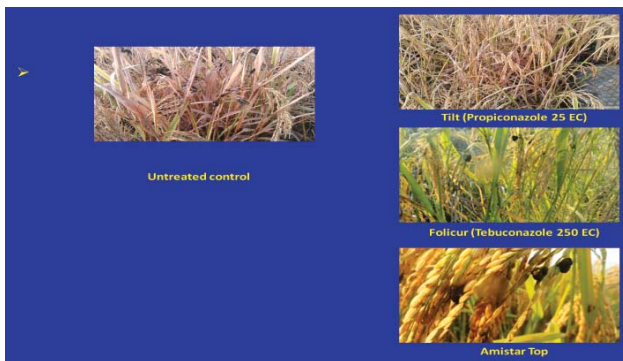 Untreated control
Tilt (Propiconazole 25 EC)
Folicur (Tebuconazole 250 EC)
Amistar Top